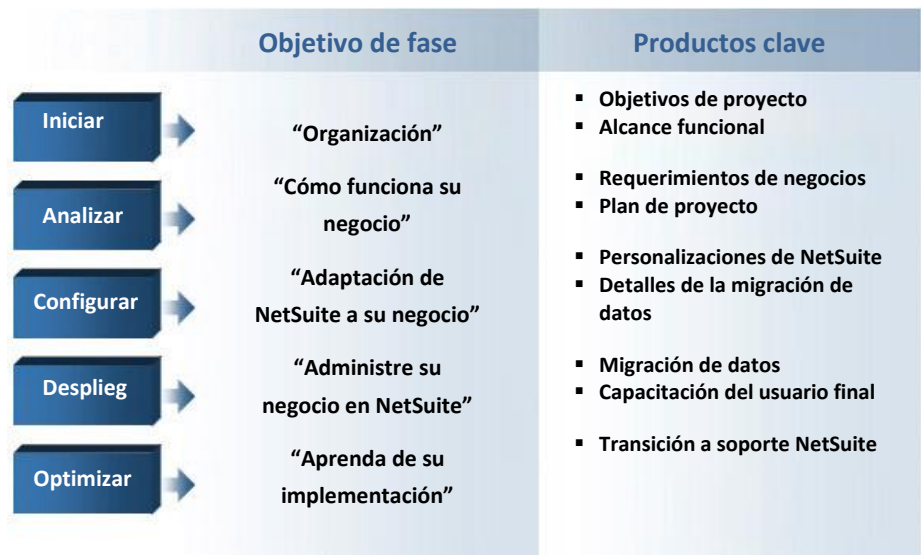 Objetivo de fase
Productos clave
Iniciar
“Organización”
▪ Objetivos de proyecto
▪ Alcance funcional
Analizar
“Cómo funciona su
negocio”
▪ Requerimientos de negocios
▪ Plan de proyecto
Configurar
“Adaptación de
NetSuite a su negocio”
▪ Personalizaciones de NetSuite
▪ Detalles de la migración de
datos
Desplieg
“Administre su
negocio en NetSuite”
▪ Migración de datos
▪ Capacitación del usuario final
Optimizar
“Aprenda de su
implementación”
▪ Transición a soporte NetSuite